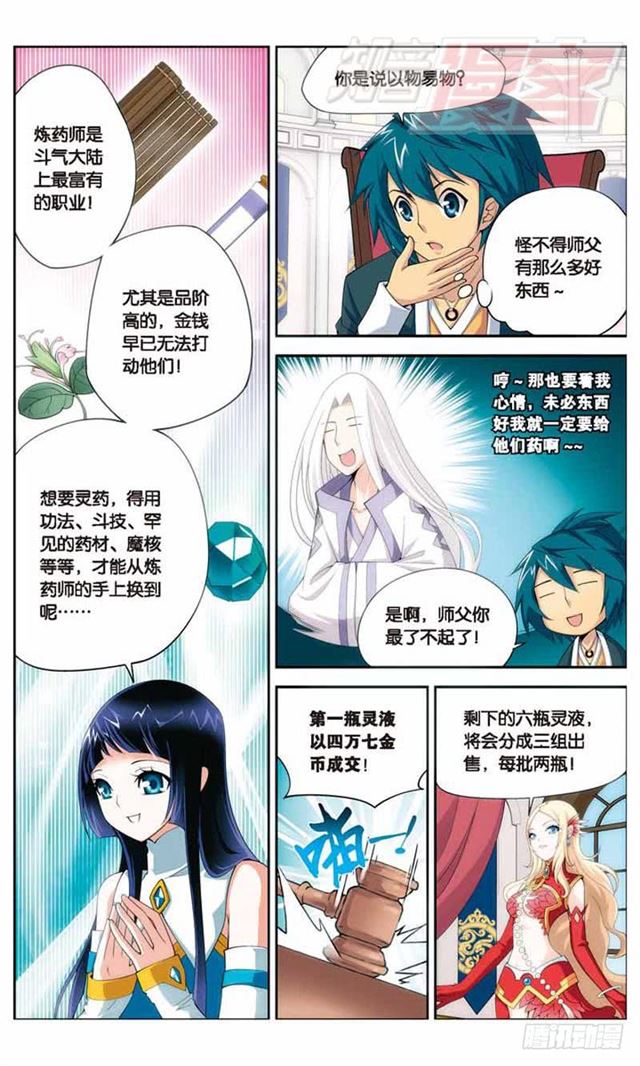 炼药师是
斗气大陆
上最富有
的职业！
尤其是品阶
高的，金钱
早已无法打
动他们！
想要灵药，得用
功法、斗技、罕
见的药材、魔核
等等，才能从炼
药师的手上换到
呢……
知音漫客
你是说以物易物？
怪不得师父
有那么多好
东西～
哼～那也要看我
心情，未必东西
好我就一定要给
他们药啊～～
是啊，师父你
最了不起了！
第一瓶灵液
以四万七金
币成交！
啪一！
剩下的六瓶灵液，
将会分成三组出
售，每批两瓶！
腾讯动漫